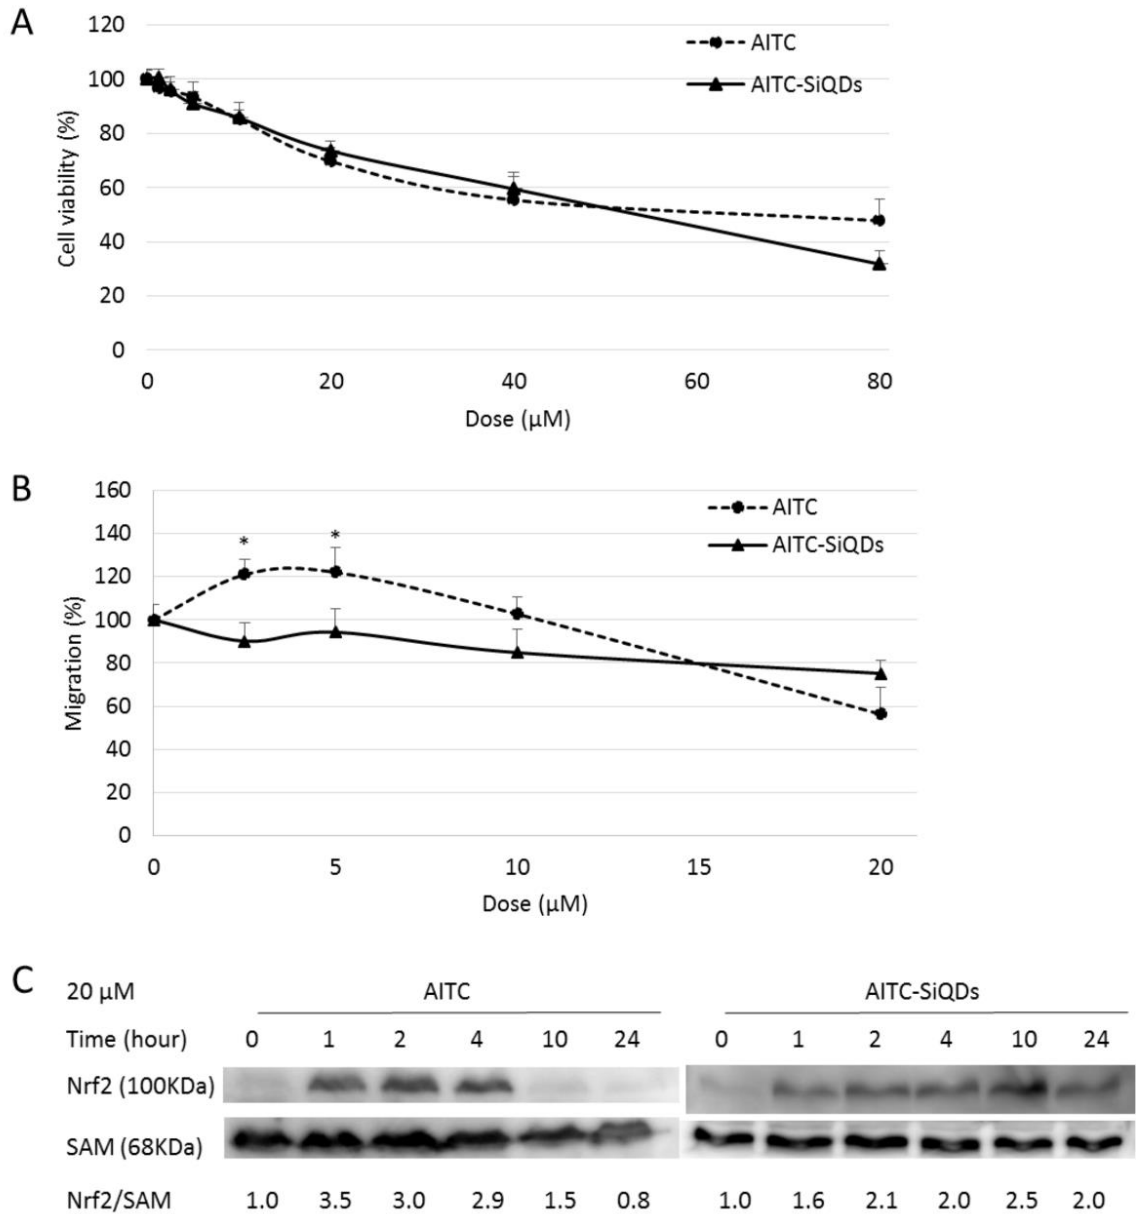 A
120
100
80
60
40
20
0
Cell viability (%)
AITC
AITC-SiQDs
0 20 40 60 80
Dose (µM)
B
160
140
120
100
80
60
40
20
0
Migration (%)
AITC
AITC-SiQDs
* *
0 5 10 15 20
Dose (µM)
C
20 µM AITC AITC-SiQDs
Time (hour) 0 1 2 4 10 24 0 1 2 4 10 24
Nrf2 (100KDa)
SAM (68KDa)
Nrf2/SAM 1.0 3.5 3.0 2.9 1.5 0.8 1.0 1.6 2.1 2.0 2.5 2.0